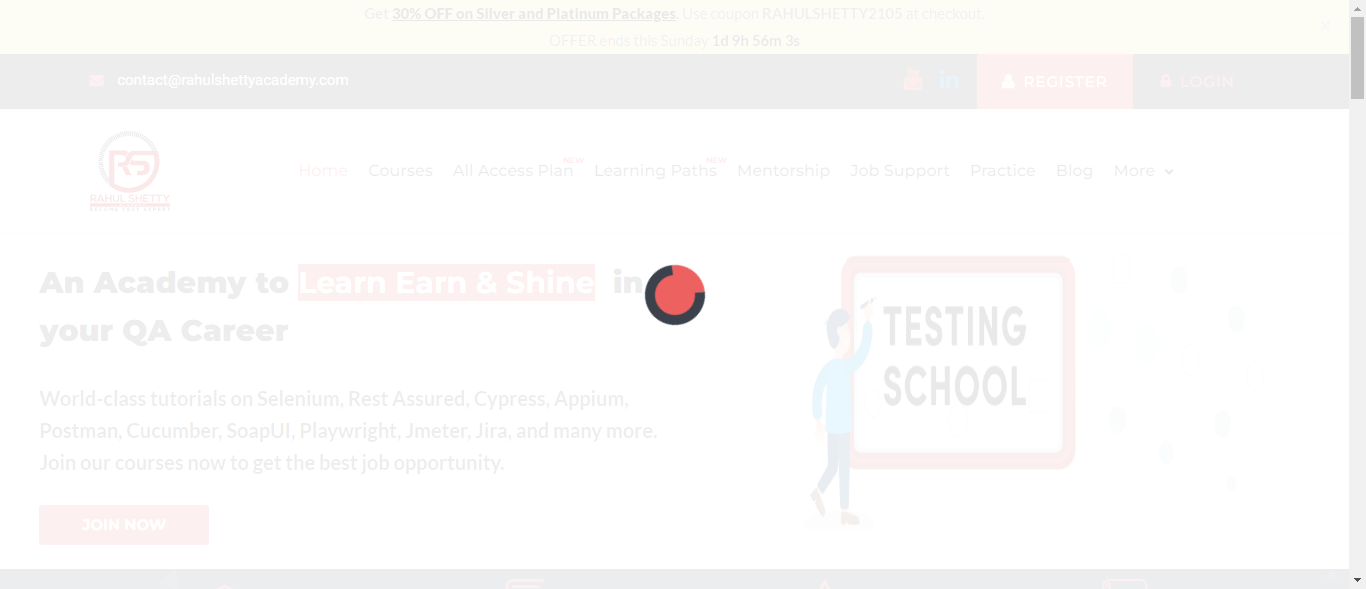 Get 30% OFF on Silver and Platinum Packages. Use coupon RAHULSHETTY2105 at checkout.
OFFER ends this Sunday 1d 9h 56m 3s
contact@rahulshettyacademy.com
REGISTER
LOGIN
RS
RAHUL SHETTY
Home
Courses
All Access Plan NEW
Learning Paths NEW
Mentorship
Job Support
Practice
Blog
More
An Academy to Learn Earn & Shine in
your QA Career
World-class tutorials on Selenium, Rest Assured, Cypress, Appium,
Postman, Cucumber, SoapUI, Playwright, Jmeter, Jira, and many more.
Join our courses now to get the best job opportunity.
JOIN NOW
TESTING
SCHOOL